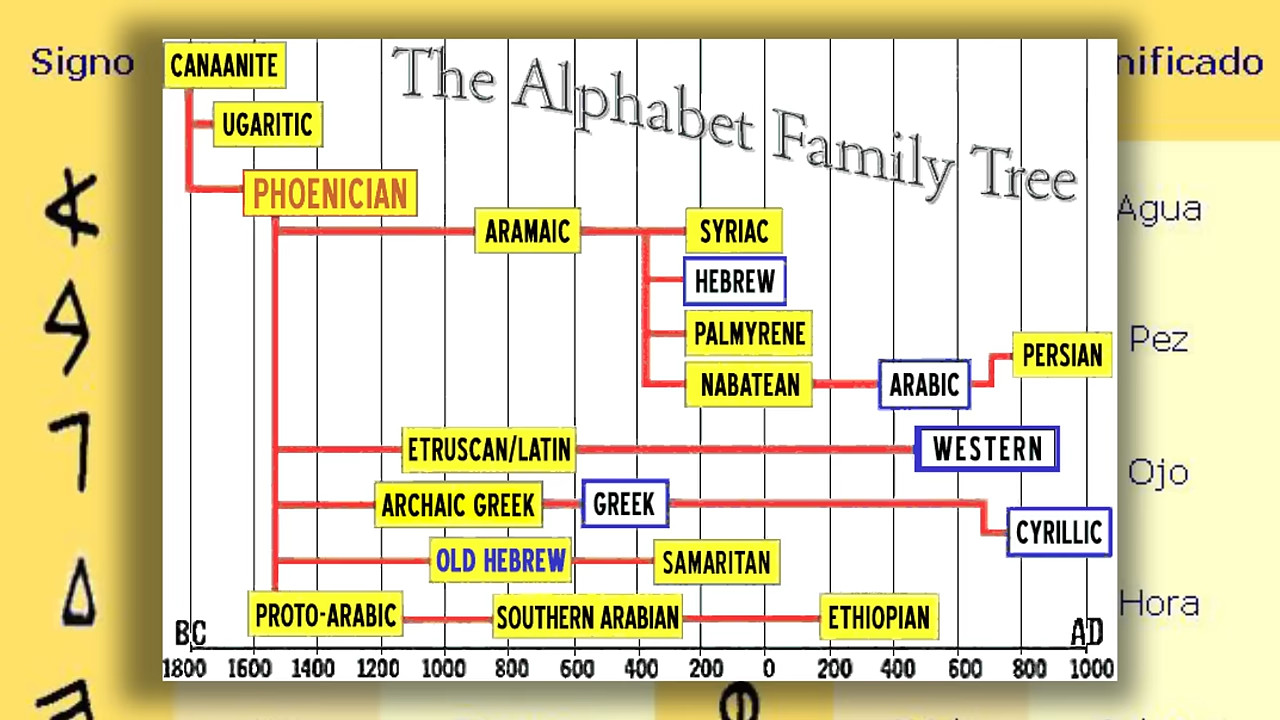 Signo
nificado
The Alphabet Family Tree
CANAANITE
UGARITIC
PHOENICIAN
ARAMAIC
SYRIAC
HEBREW
PALMYRENE
NABATEAN
ARABIC
PERSIAN
ETRUSCAN/LATIN
WESTERN
ARCHAIC GREEK
GREEK
CYRILLIC
OLD HEBREW
SAMARITAN
PROTO-ARABIC
SOUTHERN ARABIAN
ETHIOPIAN
BC
AD
1800 1600 1400 1200 1000 800 600 400 200 0 200 400 600 800 1000
Agua
Pez
Ojo
Hora